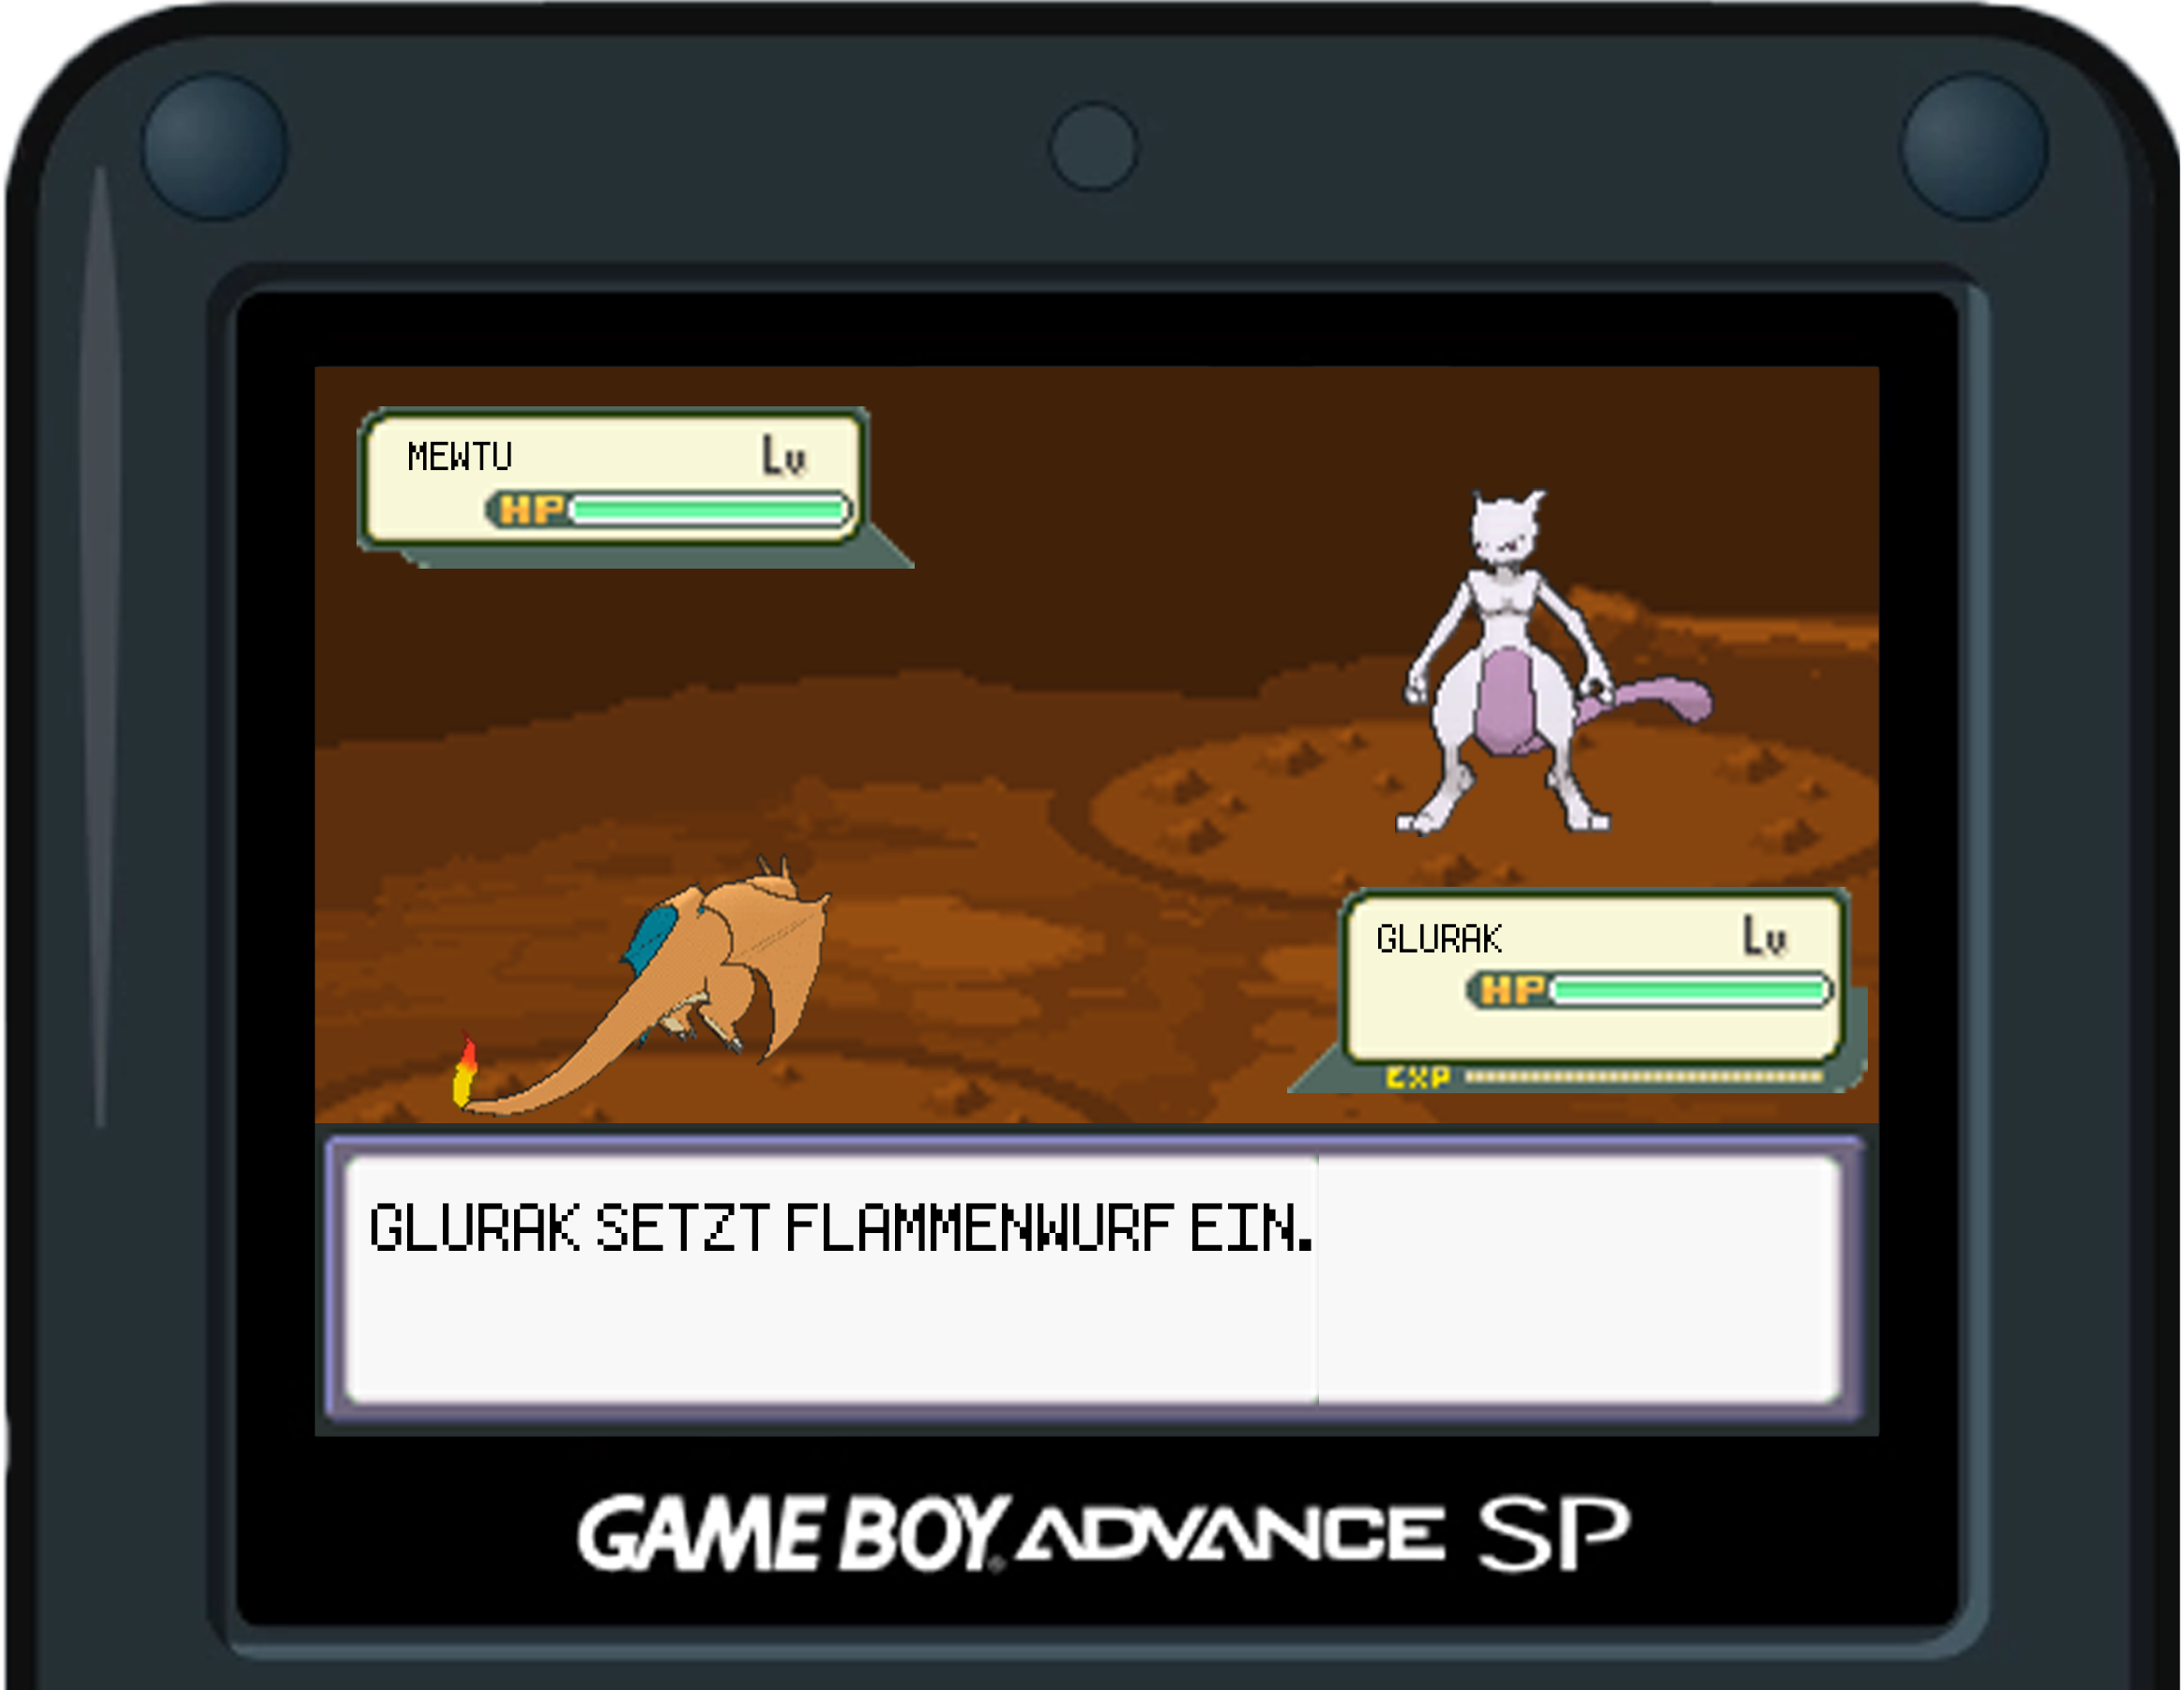 MEWTU Lv
HP
GLURAK Lv
HP
EXP
GLURAK SETZT FLAMMENWURF EIN.
GAME BOY ADVANCE SP